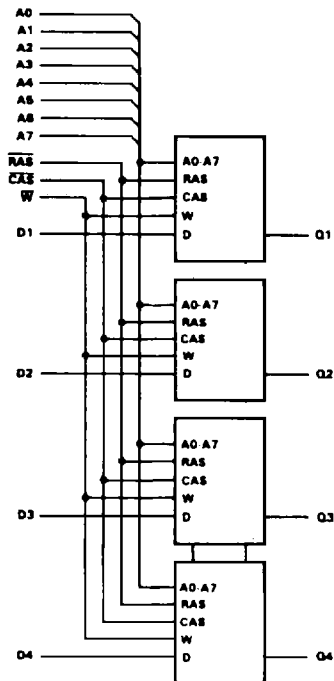 A0
A1
A2
A3
A4
A5
A6
A7
RAS
CAS
W
D1
A0-A7
RAS
CAS
W
D
Q1
D2
A0-A7
RAS
CAS
W
D
Q2
D3
A0-A7
RAS
CAS
W
D
Q3
D4
A0-A7
RAS
CAS
W
D
Q4